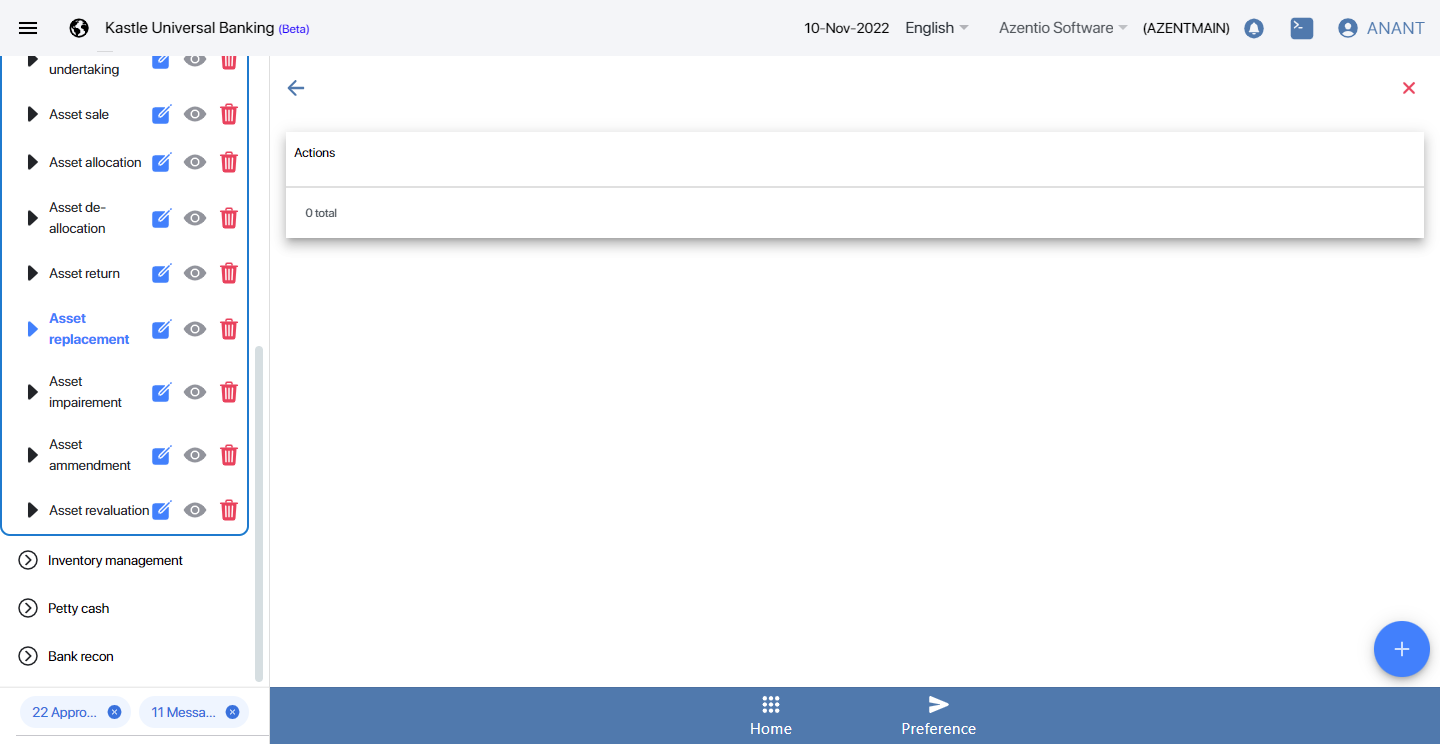 Kastle Universal Banking (Beta)
10-Nov-2022
English
Azentio Software
(AZENTMAIN)
ANANT
undertaking
Asset sale
Asset allocation
Asset de-
allocation
Asset return
Asset
replacement
Asset
impairement
Asset
ammendment
Asset revaluation
Inventory management
Petty cash
Bank recon
22 Appro...
11 Messa...
Actions
0 total
Home
Preference